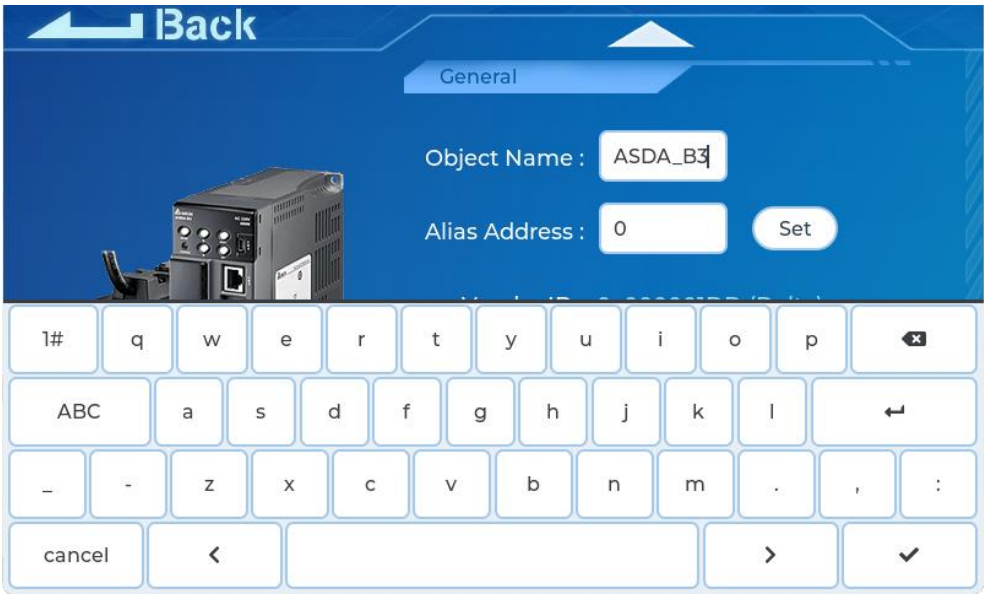 Back
General
Object Name : ASDA_B3
Alias Address : 0 Set
1# q w e r t y u i o p
ABC a s d f g h j k l
_ - z x c v b n m . , :
cancel